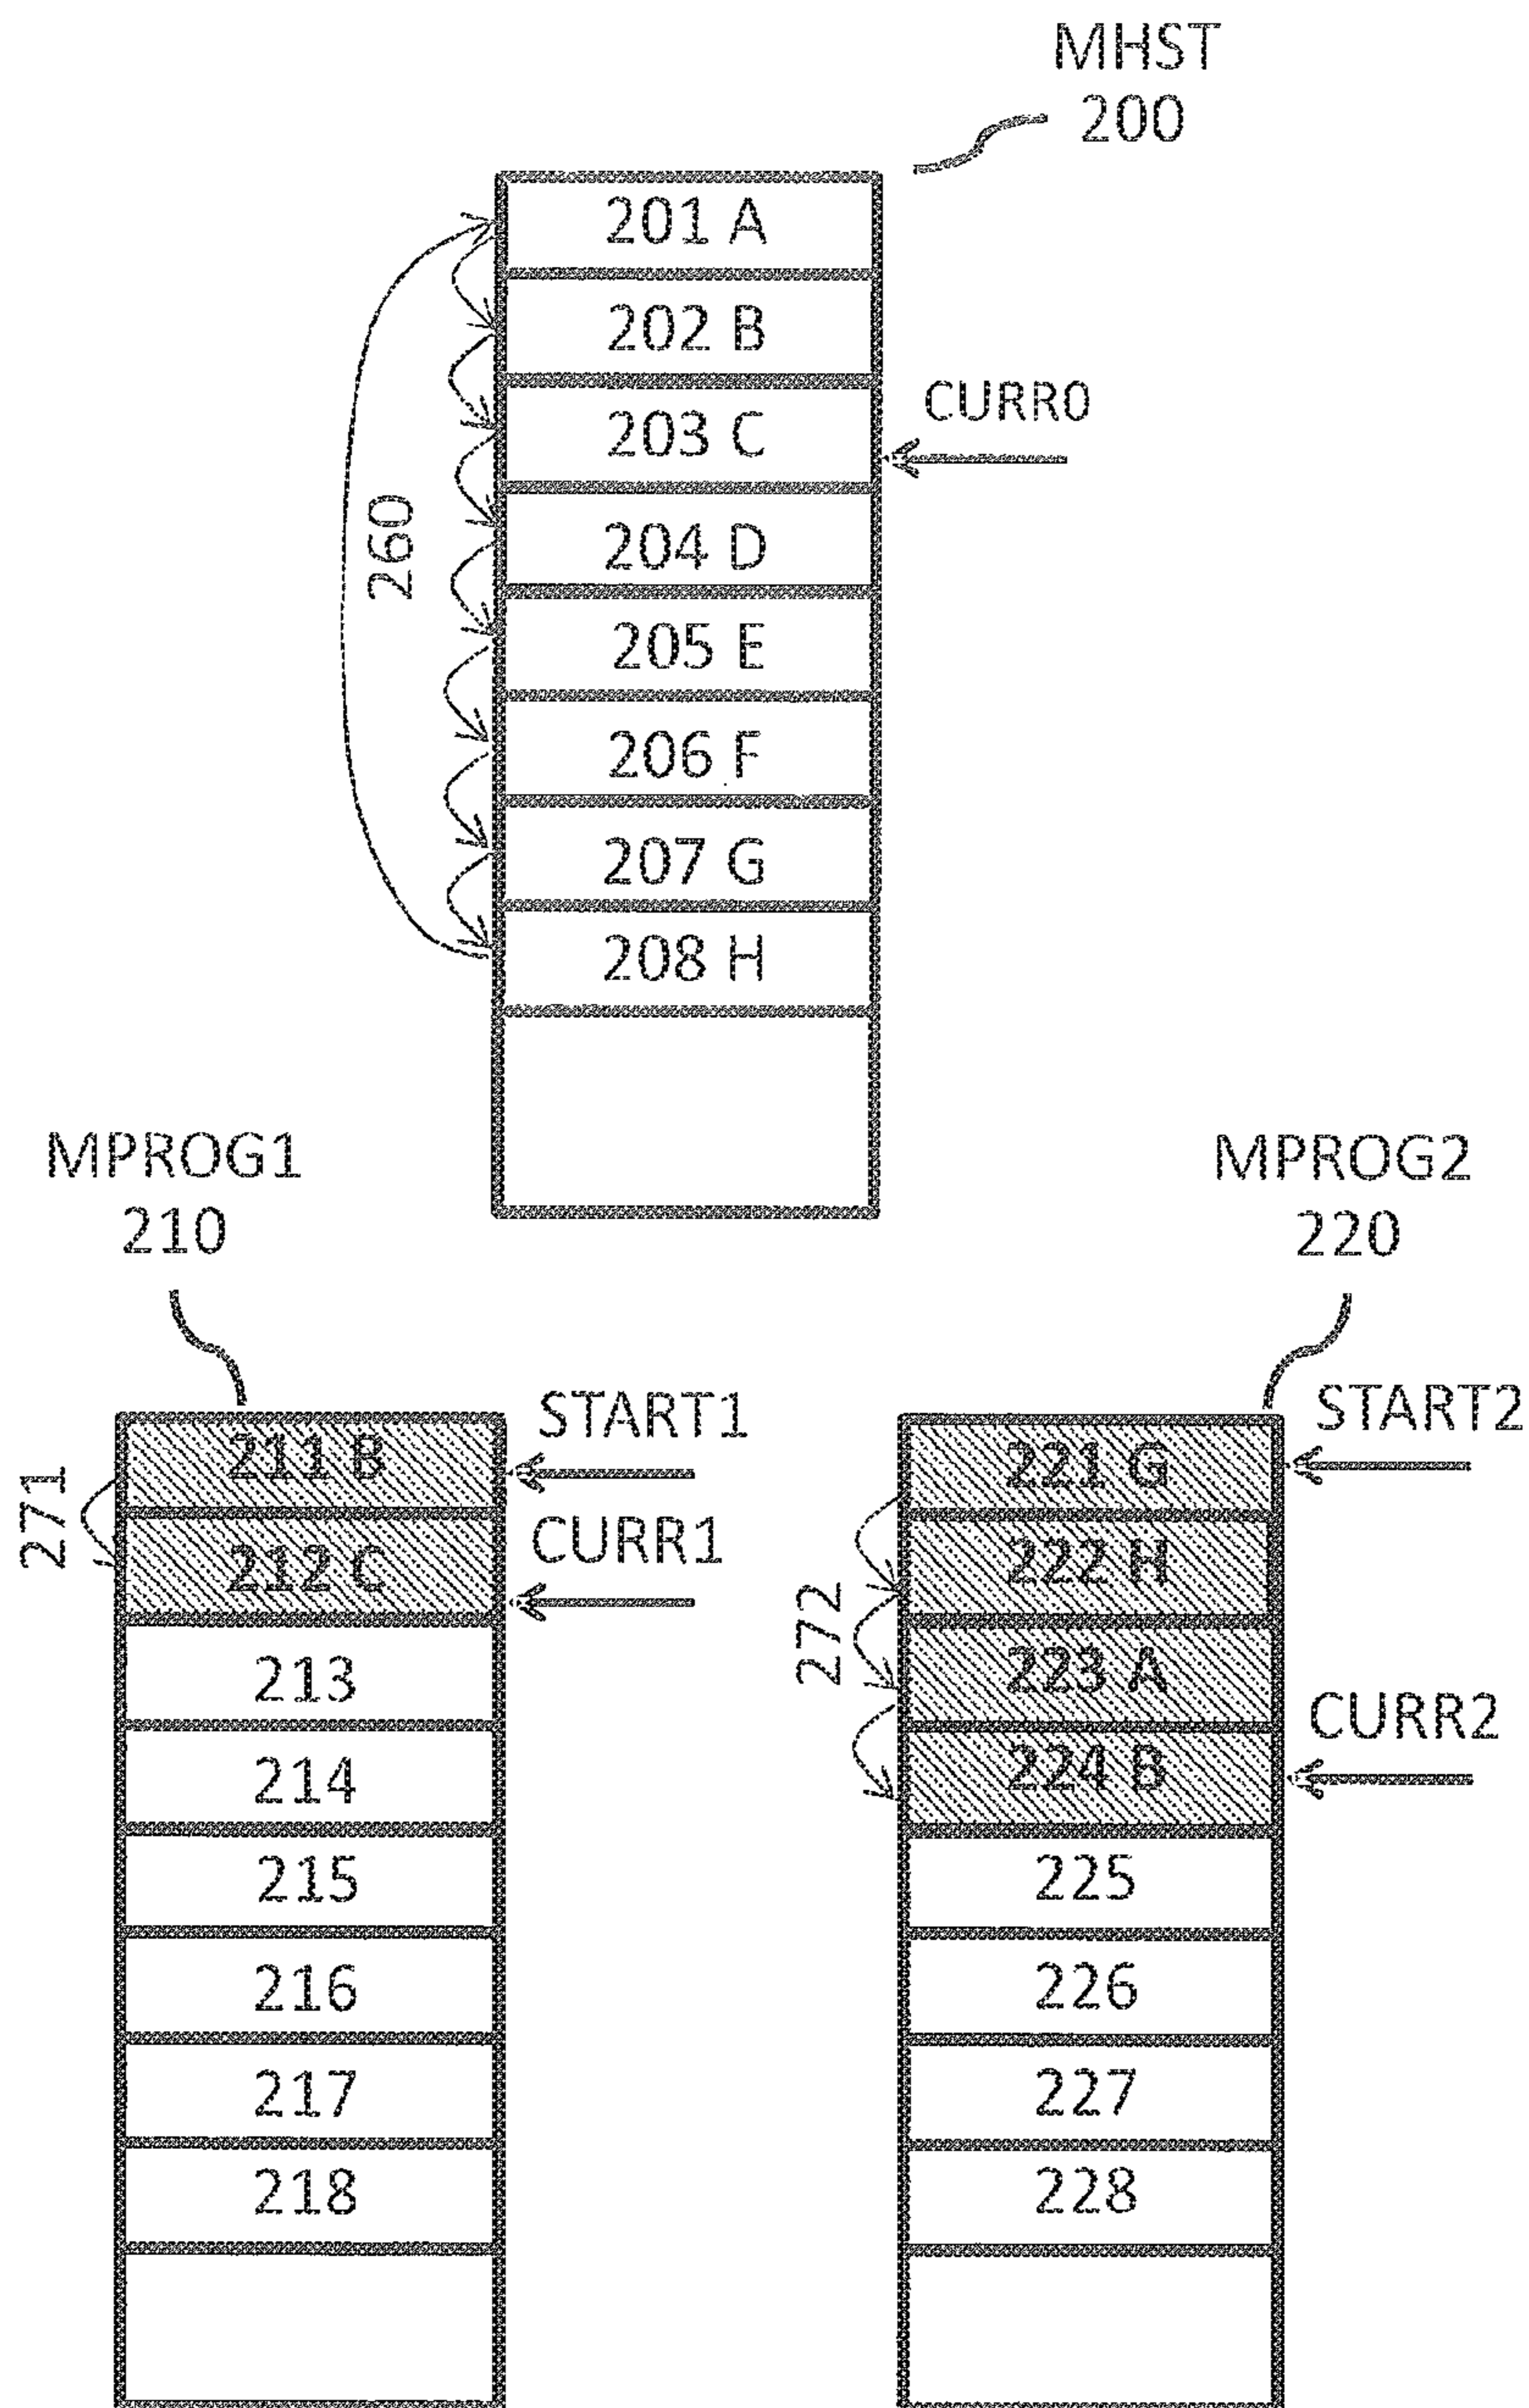 MHST
200
201 A
202 B
203 C
CURR0
204 D
260
205 E
206 F
207 G
208 H
MPROG1
210
MPROG2
220
START1
211 B
271
CURR1
212 C
213
214
215
216
217
218
START2
221 G
222 H
272
223 A
CURR2
224 B
225
226
227
228